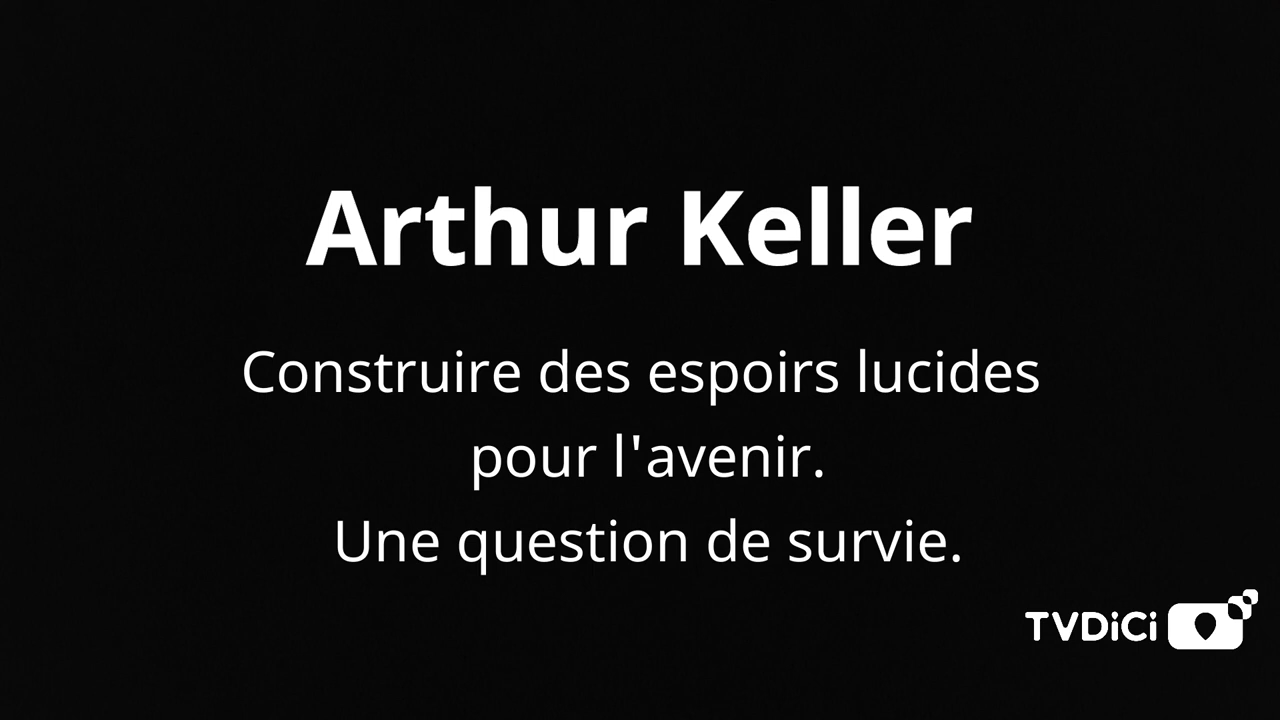 Arthur Keller
Construire des espoirs lucides
pour l'avenir.
Une question de survie.
TVDiCi